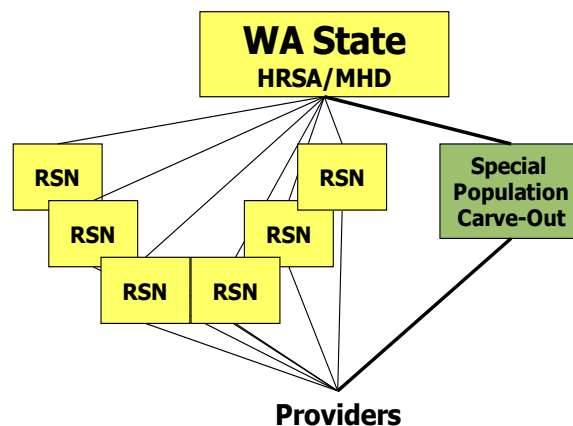 WA State
HRSA/MHD
RSN
RSN
Special
Population
Carve-Out
RSN
RSN
RSN
RSN
Providers